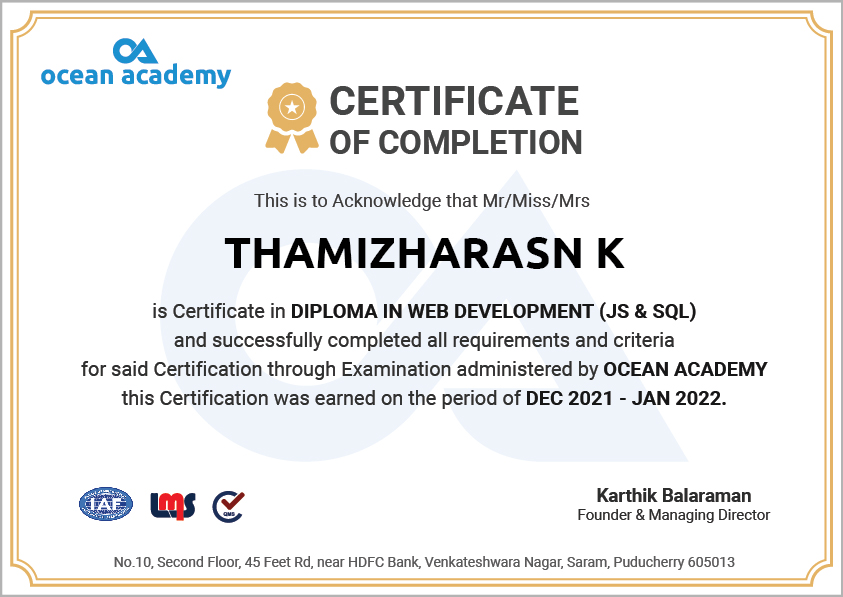 ocean academy
CERTIFICATE
OF COMPLETION
This is to Acknowledge that Mr/Miss/Mrs
THAMIZHARASN K
is Certificate in DIPLOMA IN WEB DEVELOPMENT (JS & SQL)
and successfully completed all requirements and criteria
for said Certification through Examination administered by OCEAN ACADEMY
this Certification was earned on the period of DEC 2021 - JAN 2022.
IAF
LMS
QMS
Karthik Balaraman
Founder & Managing Director
No.10, Second Floor, 45 Feet Rd, near HDFC Bank, Venkateshwara Nagar, Saram, Puducherry 605013